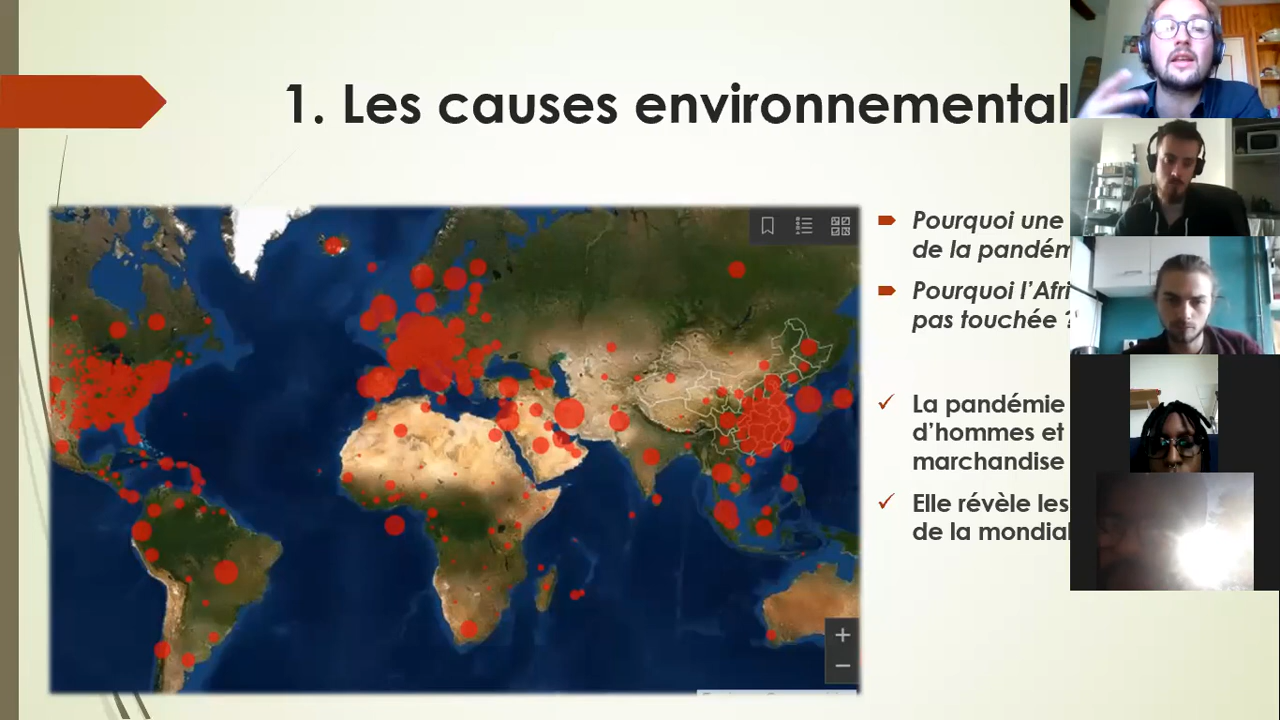 1. Les causes environnemental
Pourquoi une
de la pandém
Pourquoi l'Afri
pas touchée ?
La pandémie
d'hommes et
marchandise
Elle révèle les
de la mondial